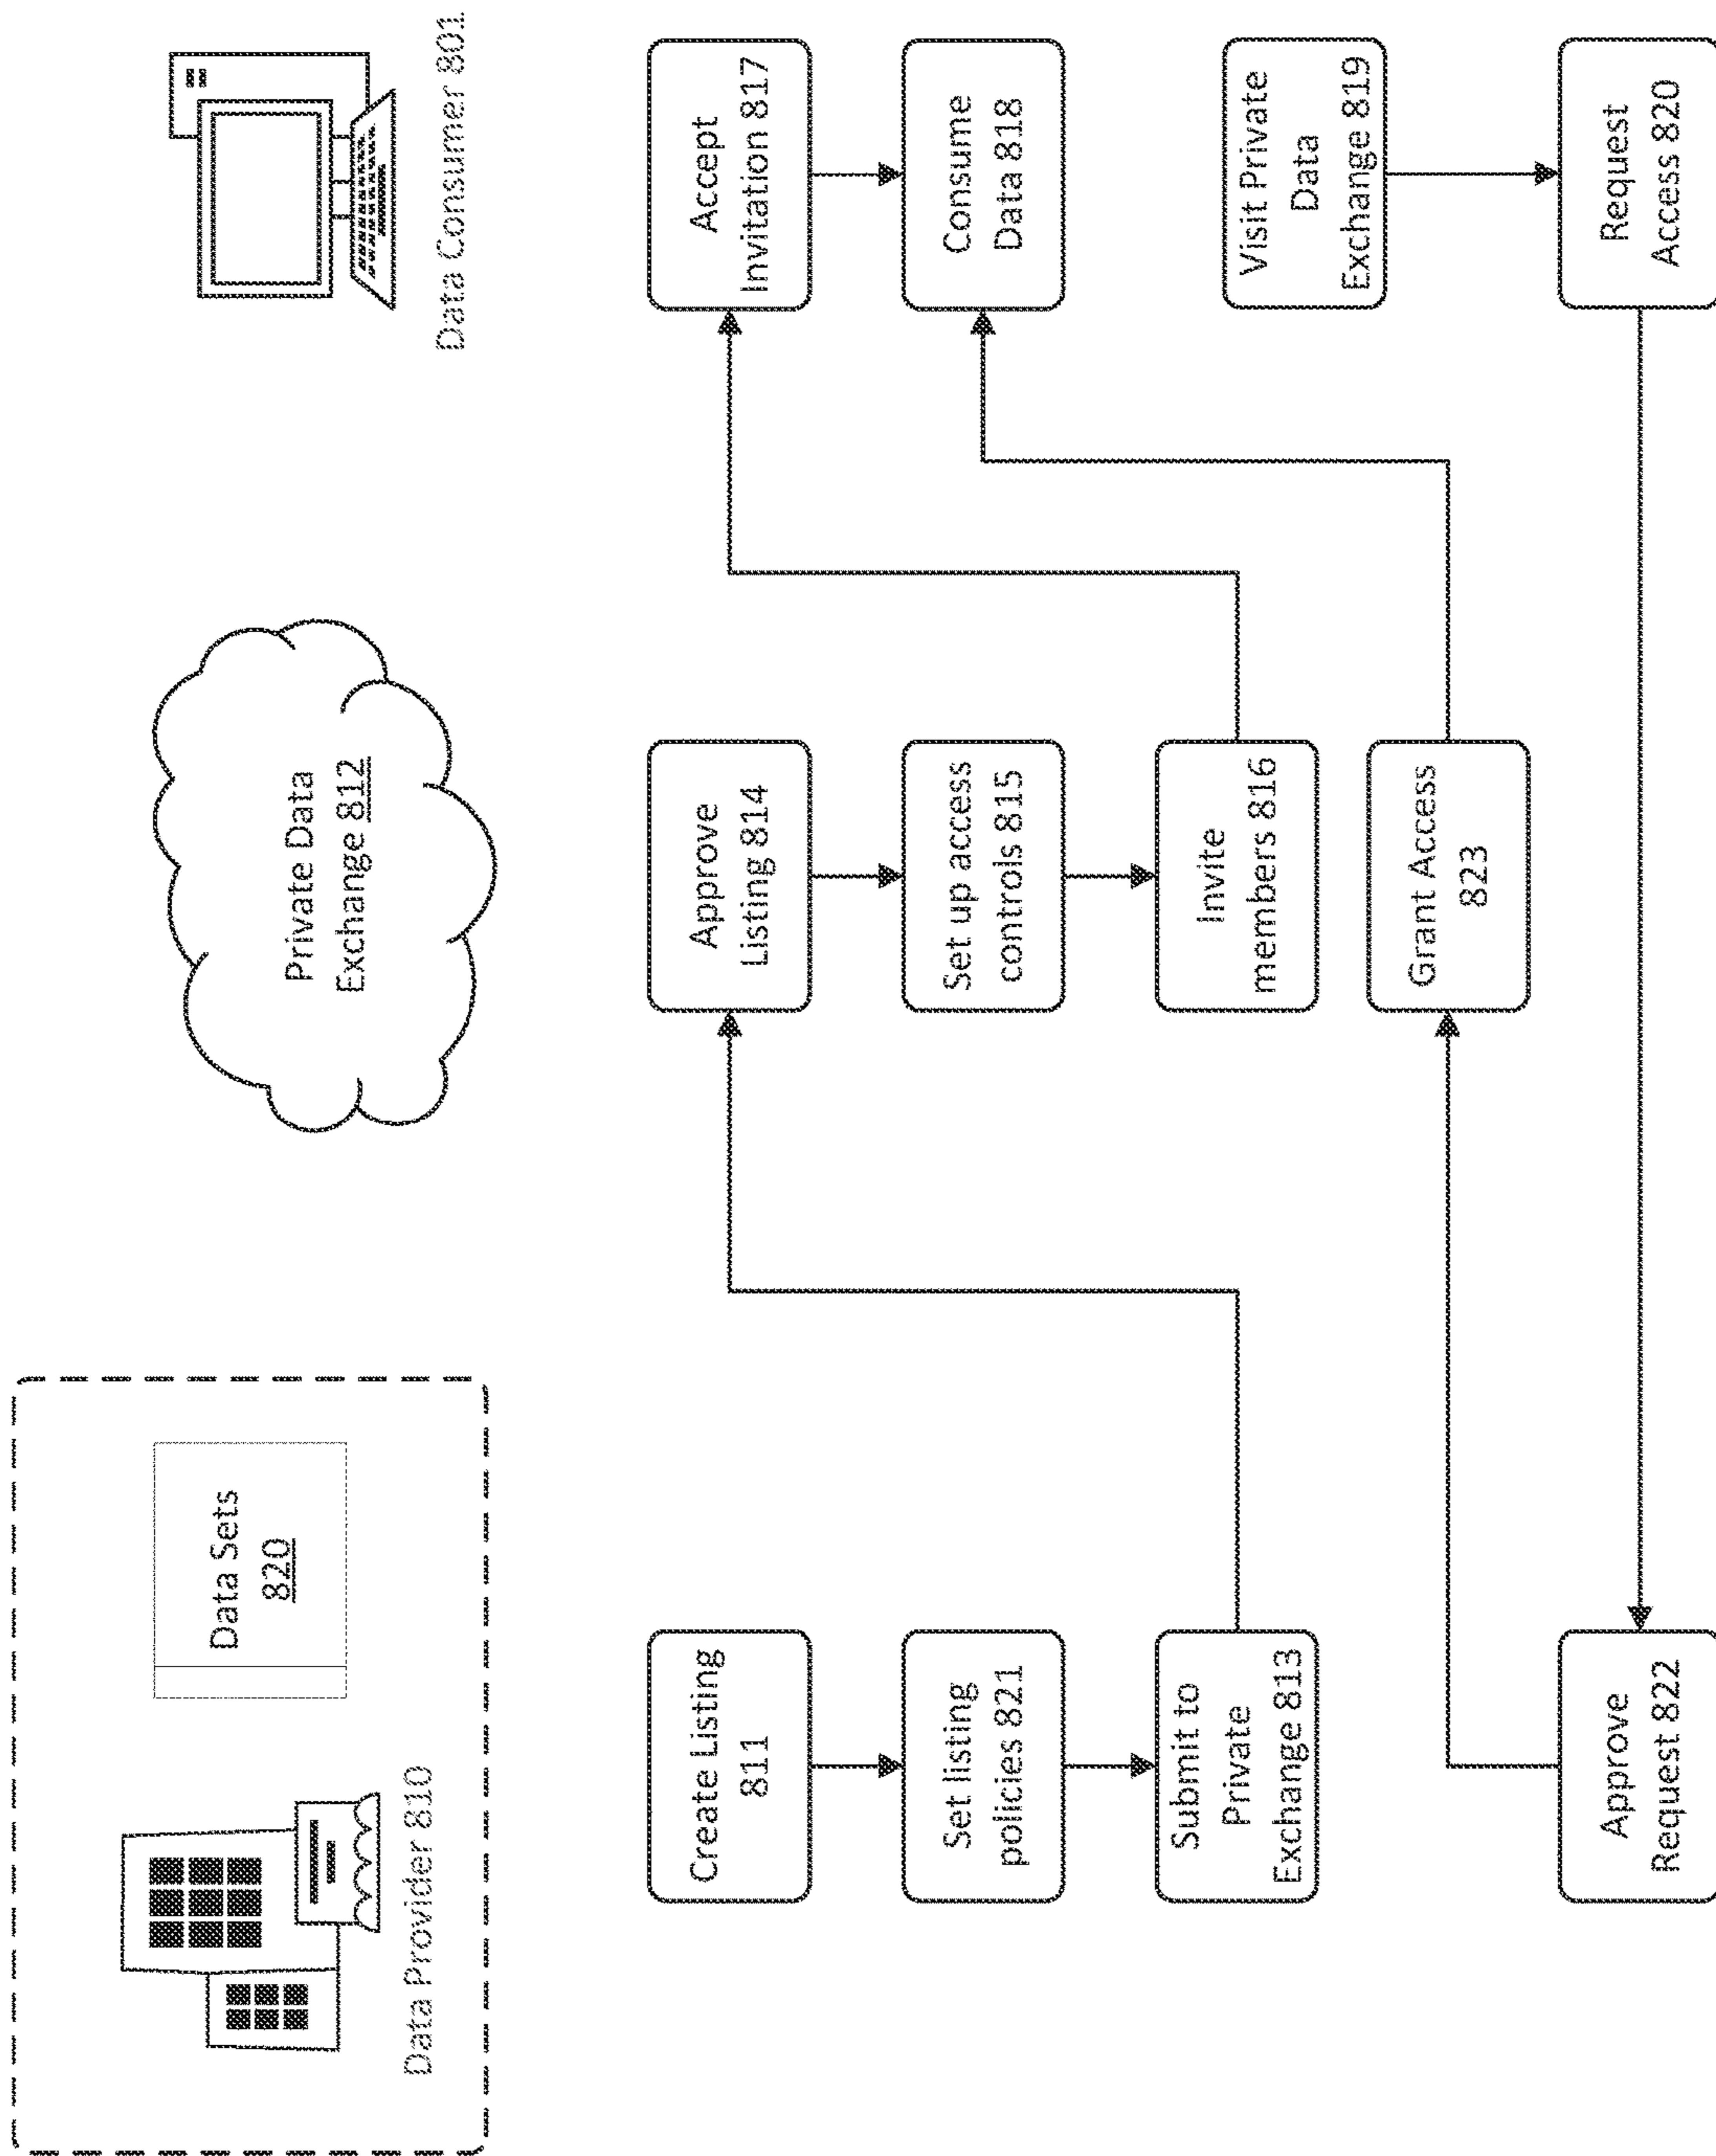 Data Provider 810
Data Sets
820
Private Data
Exchange 812
Data Consumer 801
Create Listing
811
Set listing
policies 821
Submit to
Private
Exchange 813
Approve
Request 822
Approve
Listing 814
Set up access
controls 815
Invite
members 816
Grant Access
823
Accept
Invitation 817
Consume
Data 818
Visit Private
Data
Exchange 819
Request
Access 820